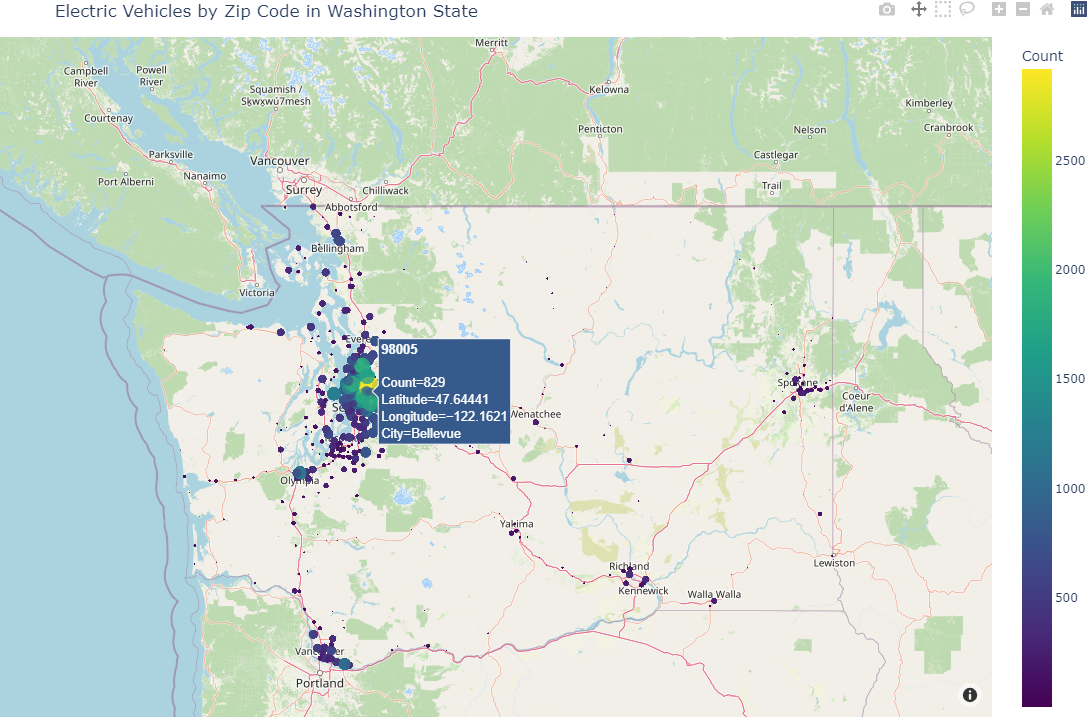 Electric Vehicles by Zip Code in Washington State
Count
Merritt
Campbell
River
Powell
River
Squamish /
Sḵwx̱wú7mesh
Kelowna
Kimberley
Courtenay
Penticton
Nelson
Cranbrook
Parksville
Vancouver
Castlegar
2500
Port Alberni
Nanaimo
Surrey
Chilliwack
Trail
Abbotsford
Bellingham
2000
Victoria
98005
Count=829
Latitude=47.64441
Longitude=−122.1621
City=Bellevue
Spokane
1500
Coeur
d'Alene
Wenatchee
Olympia
1000
Yakima
Richland
Lewiston
Kennewick
Walla Walla
500
Vancouver
Portland